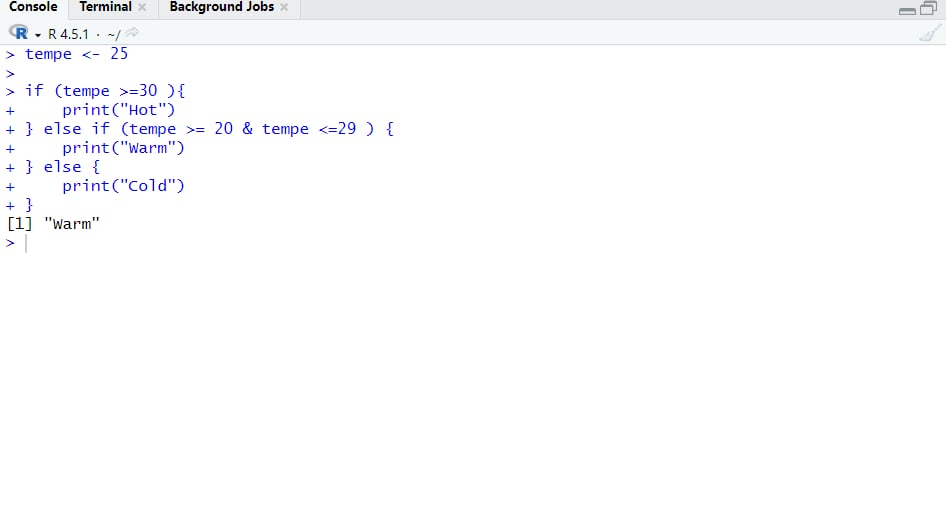 Console Terminal Background Jobs
R R 4.5.1 · ~/
> tempe <- 25
>
> if (tempe >=30 ){
+     print("Hot")
+ } else if (tempe >= 20 & tempe <=29 ) {
+     print("Warm")
+ } else {
+     print("Cold")
+ }
[1] "Warm"
>